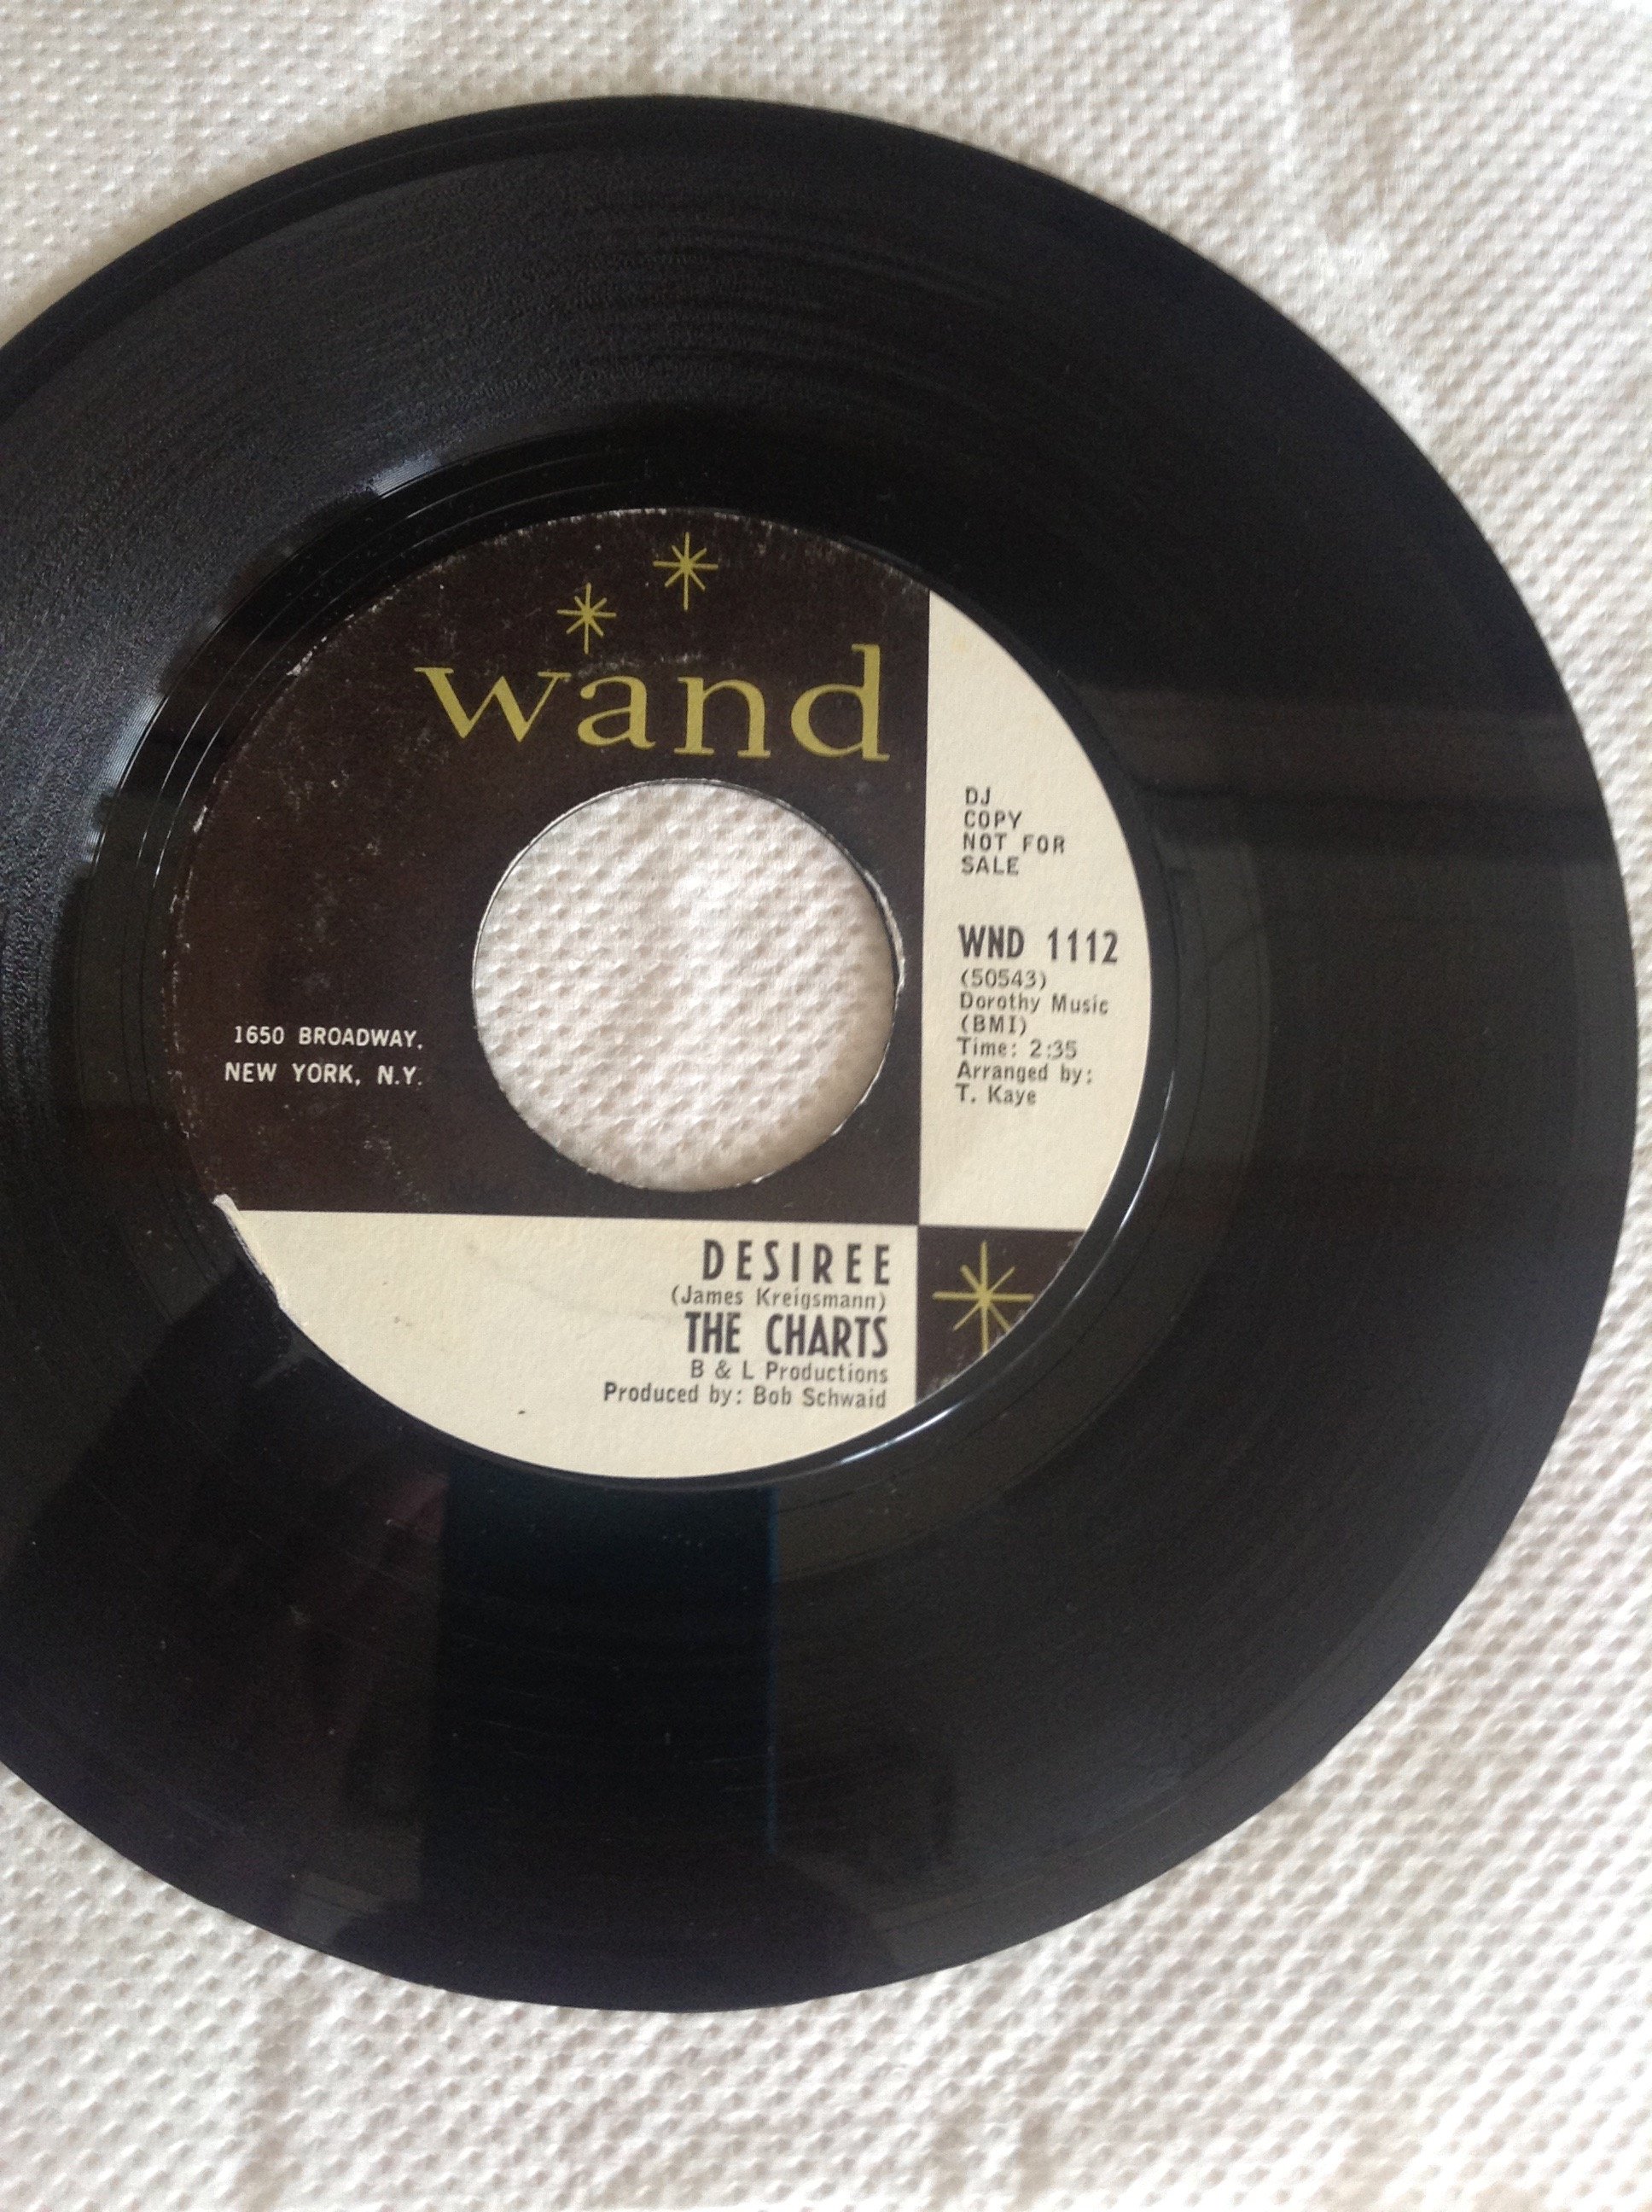 wand
DJ
COPY
NOT FOR
SALE
WND 1112
(50543)
Dorothy Music
(BMI)
Time: 2:35
Arranged by:
T. Kaye
1650 BROADWAY,
NEW YORK, N.Y.
DESIREE
(James Kreigsmann)
THE CHARTS
B & L Productions
Produced by: Bob Schwaid